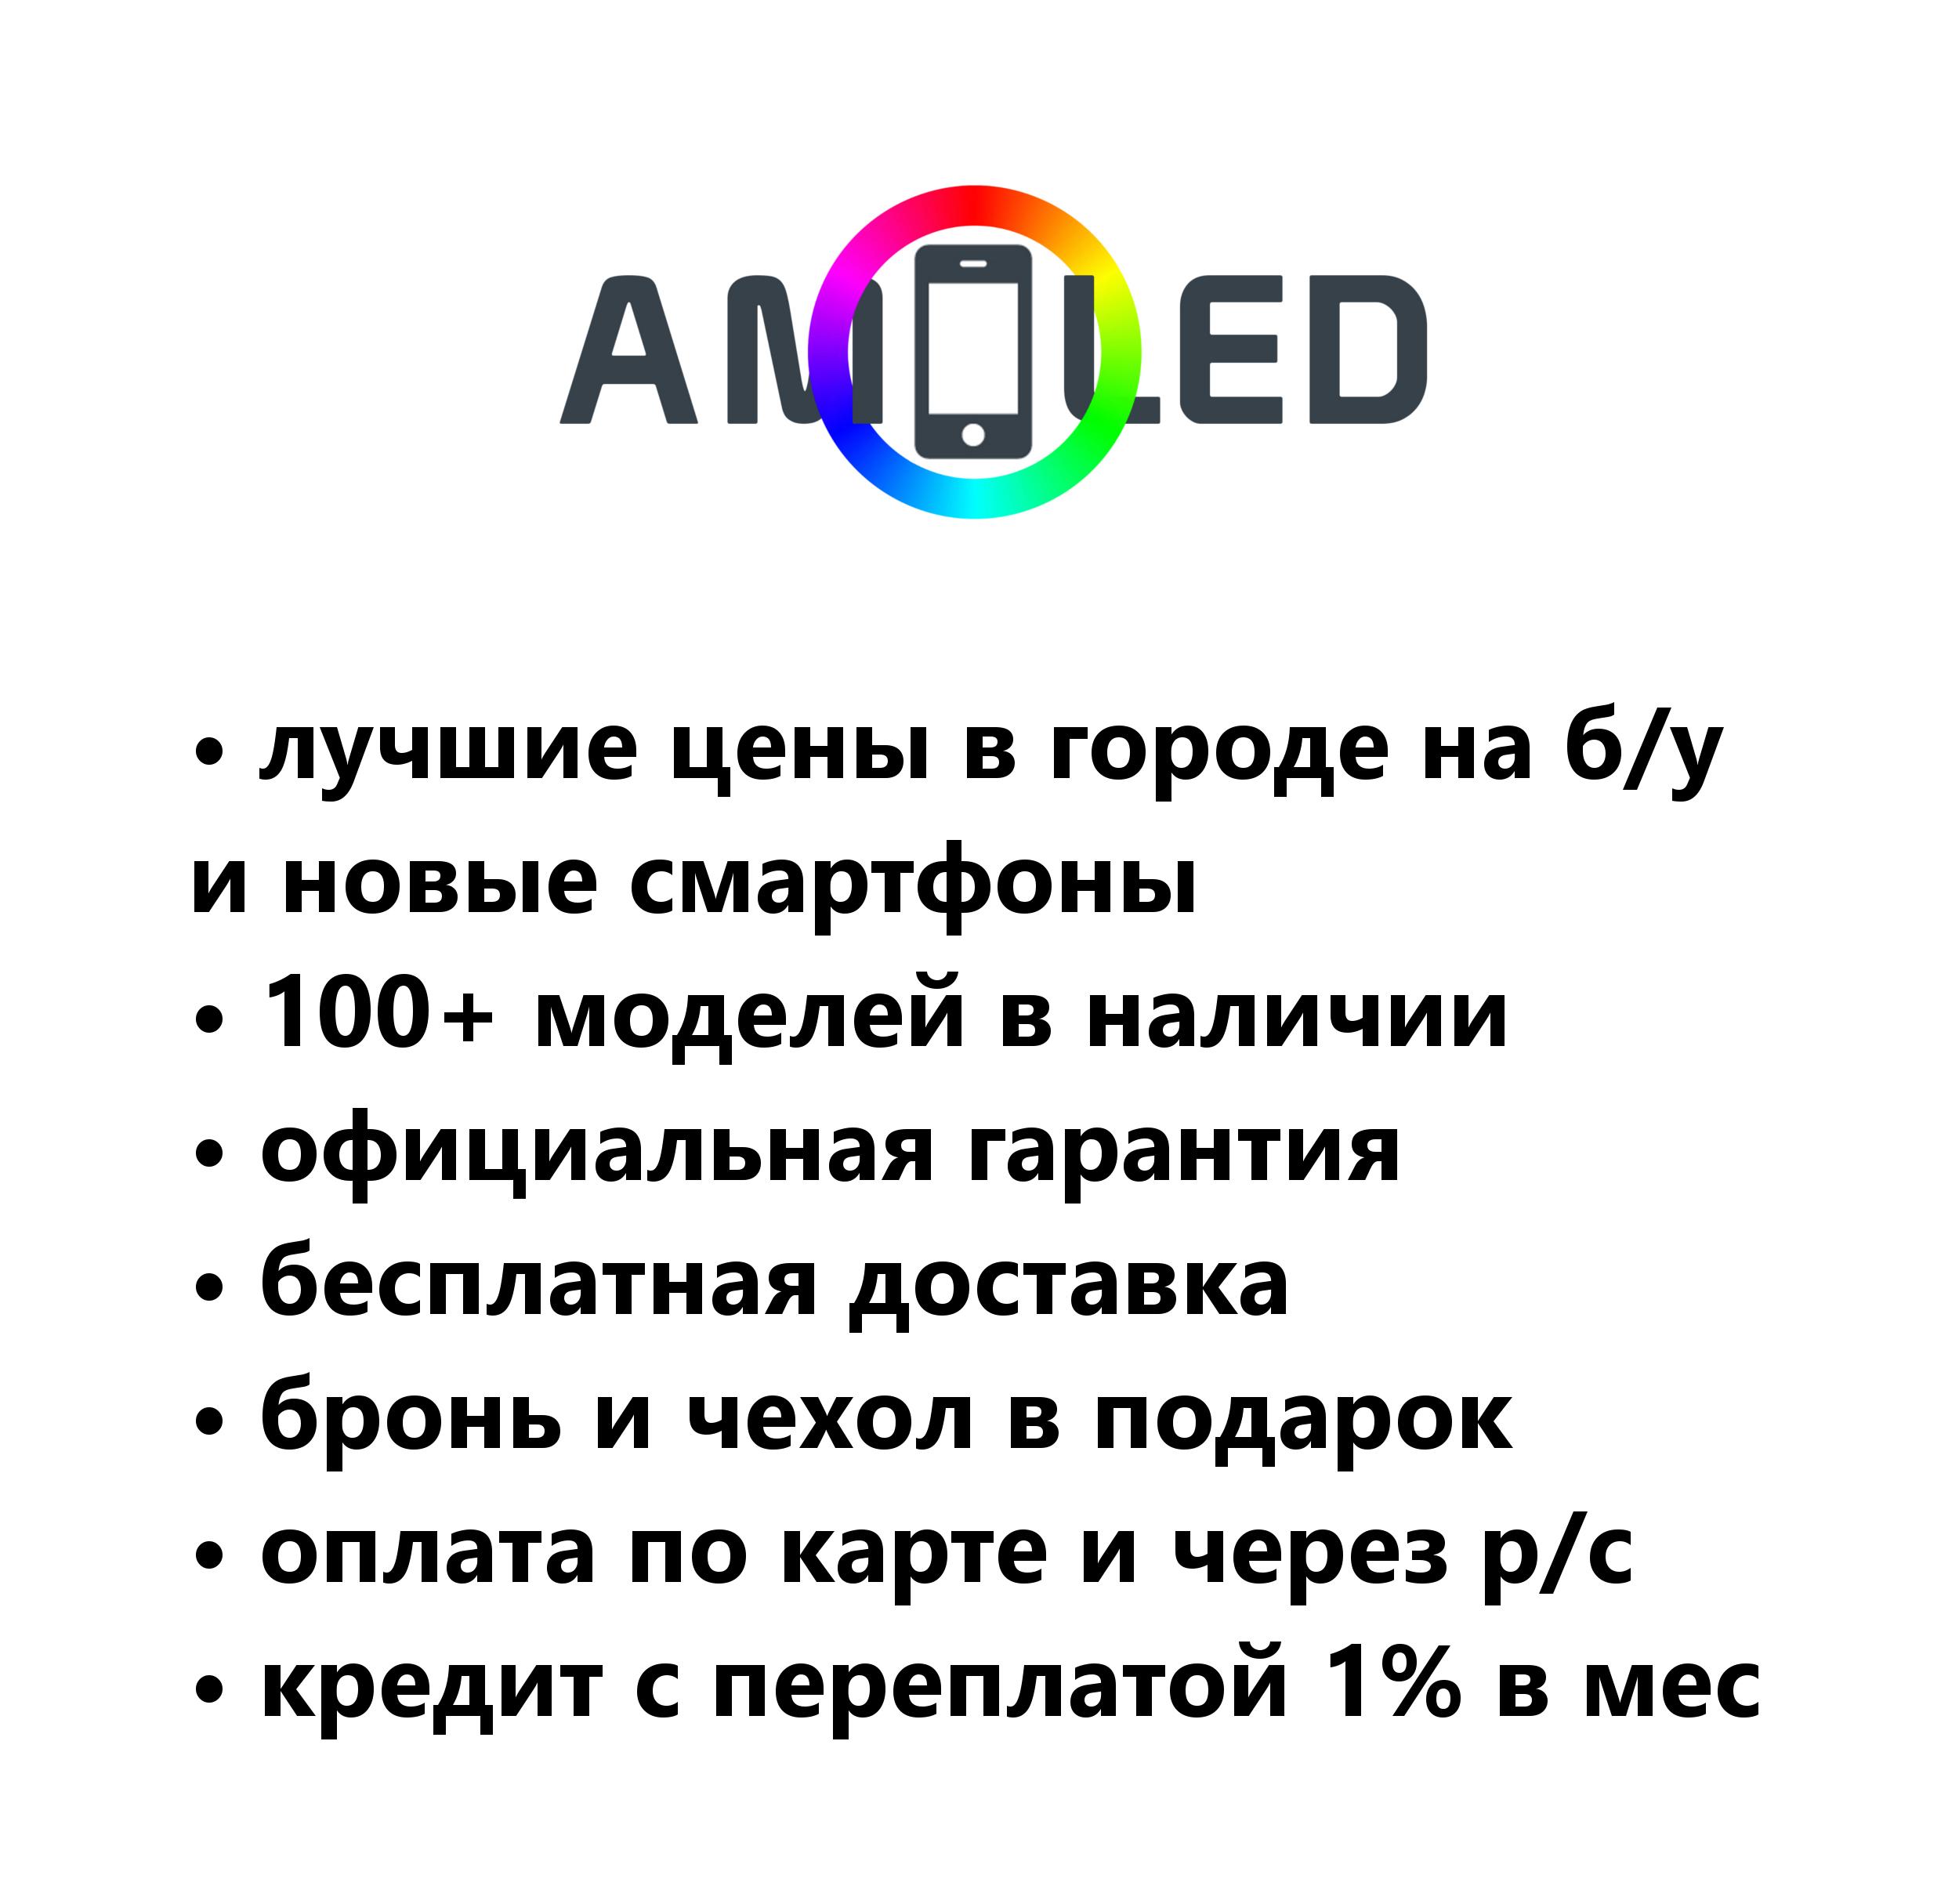 AMOLED
• лучшие цены в городе на б/у
и новые смартфоны
• 100+ моделей в наличии
• официальная гарантия
• бесплатная доставка
• бронь и чехол в подарок
• оплата по карте и через р/с
• кредит с переплатой 1% в мес